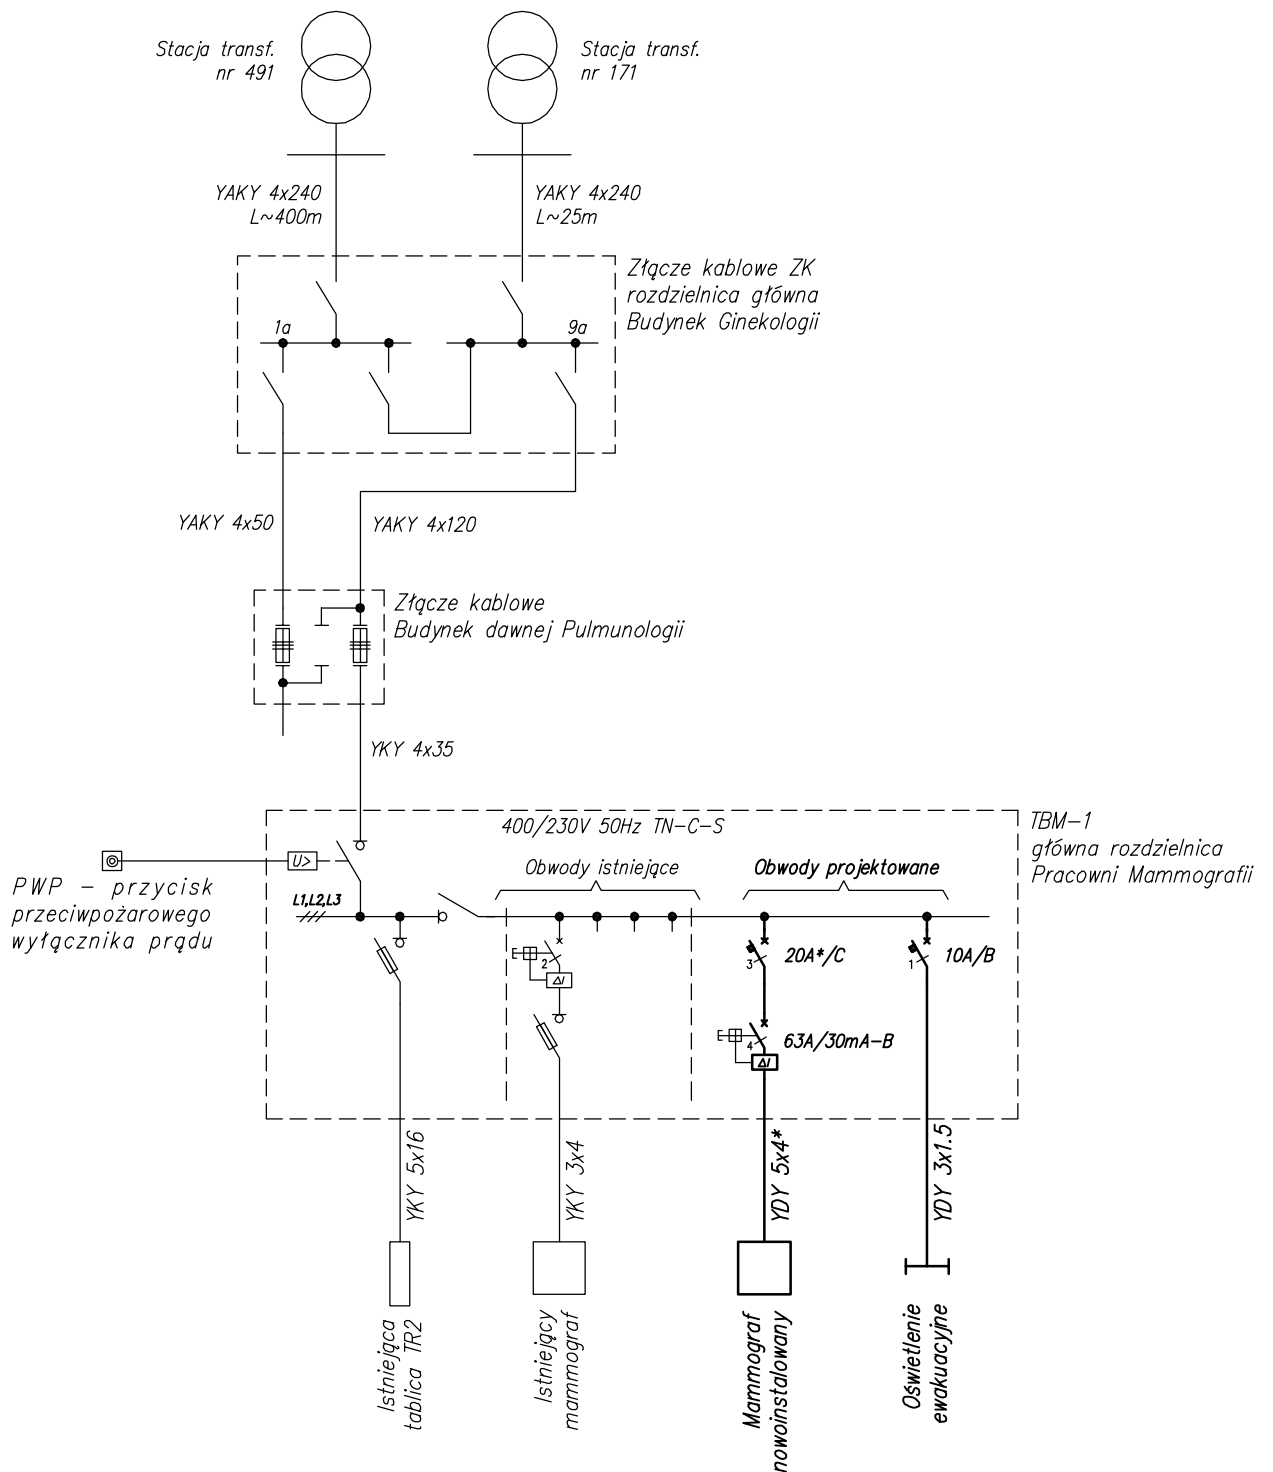 Stacja transf.
nr 491
Stacja transf.
nr 171
YAKY 4x240
L~400m
YAKY 4x240
L~25m
Złącze kablowe ZK
rozdzielnica główna
Budynek Ginekologii
1a
9a
YAKY 4x50
YAKY 4x120
Złącze kablowe
Budynek dawnej Pulmunologii
YKY 4x35
400/230V 50Hz TN-C-S
TBM-1
główna rozdzielnica
Pracowni Mammografii
U>
PWP - przycisk
przeciwpożarowego
wyłącznika prądu
Obwody istniejące
Obwody projektowane
L1,L2,L3
2
ΔI
3
20A*/C
1
10A/B
4
63A/30mA-B
ΔI
YKY 5x16
YKY 3x4
YDY 5x4*
YDY 3x1.5
Istniejąca
tablica TR2
Istniejący
mammograf
Mammograf
nowoinstalowany
Oświetlenie
ewakuacyjne